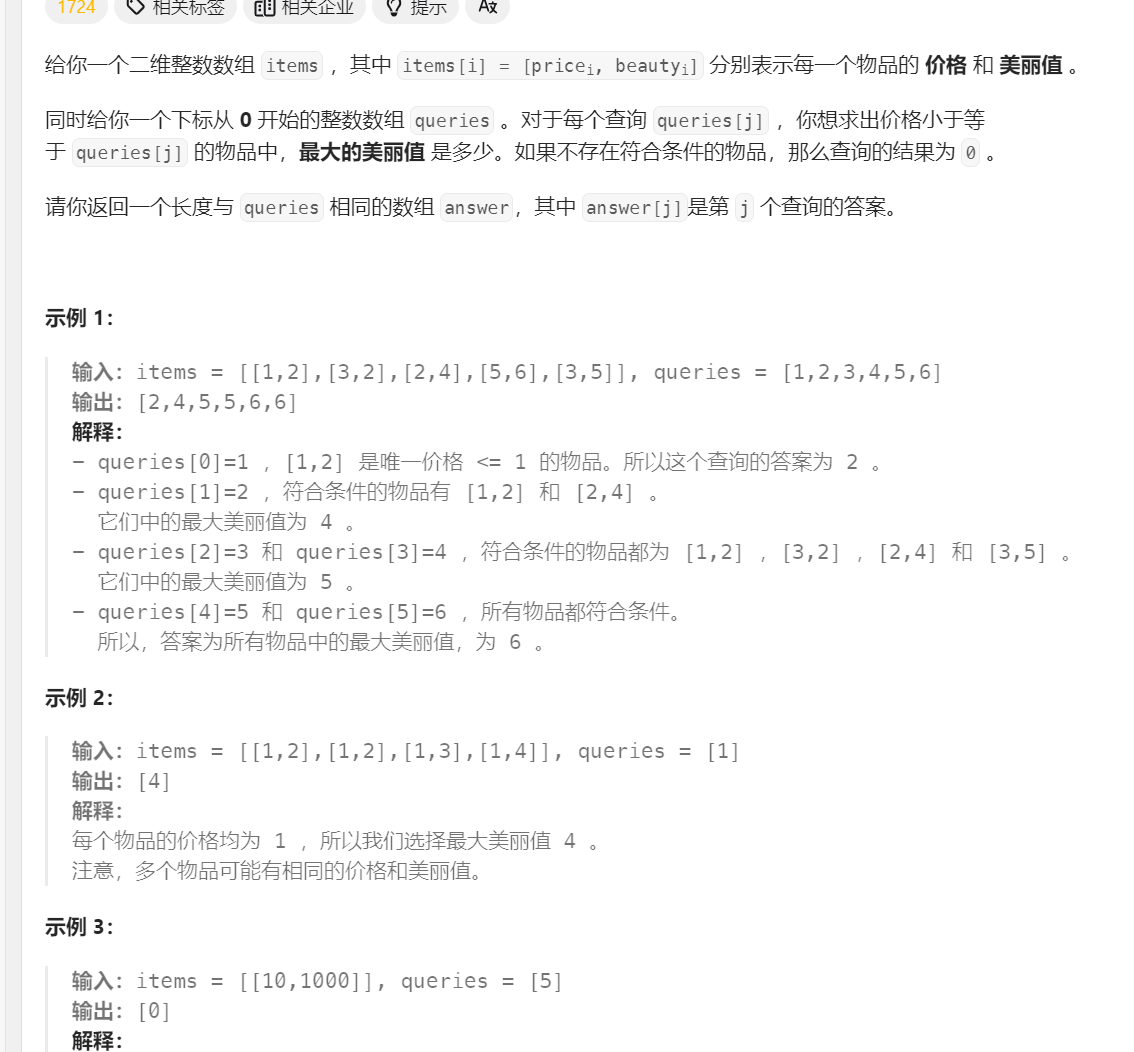 1724 相关标签 相关企业 提示 Aあ
给你一个二维整数数组 items ，其中 items[i] = [priceᵢ, beautyᵢ] 分别表示每一个物品的 价格 和 美丽值 。
同时给你一个下标从 0 开始的整数数组 queries 。对于每个查询 queries[j] ，你想求出价格小于等
于 queries[j] 的物品中，最大的美丽值 是多少。如果不存在符合条件的物品，那么查询的结果为 0 。
请你返回一个长度与 queries 相同的数组 answer，其中 answer[j]是第 j 个查询的答案。
示例 1：
输入：items = [[1,2],[3,2],[2,4],[5,6],[3,5]], queries = [1,2,3,4,5,6]
输出：[2,4,5,5,6,6]
解释：
- queries[0]=1 ，[1,2] 是唯一价格 <= 1 的物品。所以这个查询的答案为 2 。
- queries[1]=2 ，符合条件的物品有 [1,2] 和 [2,4] 。
它们中的最大美丽值为 4 。
- queries[2]=3 和 queries[3]=4 ，符合条件的物品都为 [1,2] ，[3,2] ，[2,4] 和 [3,5] 。
它们中的最大美丽值为 5 。
- queries[4]=5 和 queries[5]=6 ，所有物品都符合条件。
所以，答案为所有物品中的最大美丽值，为 6 。
示例 2：
输入：items = [[1,2],[1,2],[1,3],[1,4]], queries = [1]
输出：[4]
解释：
每个物品的价格均为 1 ，所以我们选择最大美丽值 4 。
注意，多个物品可能有相同的价格和美丽值。
示例 3：
输入：items = [[10,1000]], queries = [5]
输出：[0]
解释：